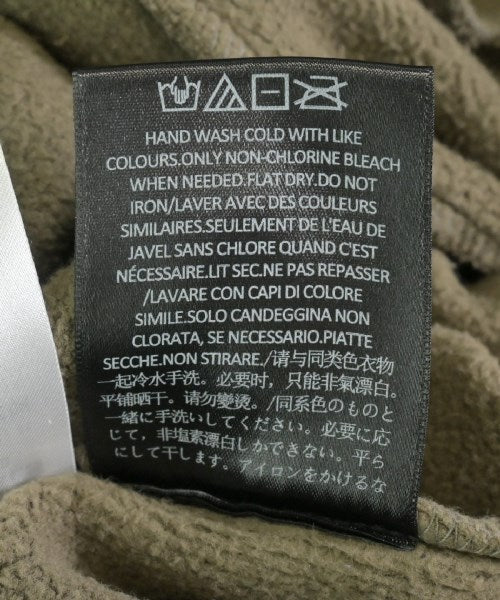 HAND WASH COLD WITH LIKE
COLOURS.ONLY NON-CHLORINE BLEACH
WHEN NEEDED.FLAT DRY.DO NOT
IRON/LAVER AVEC DES COULEURS
SIMILAIRES.SEULEMENT DE L'EAU DE
JAVEL SANS CHLORE QUAND C'EST
NÉCESSAIRE.LIT SEC.NE PAS REPASSER
/LAVARE CON CAPI DI COLORE
SIMILE.SOLO CANDEGGINA NON
CLORATA, SE NECESSARIO.PIATTE
SECCHE.NON STIRARE./请与同类色衣物
一起冷水手洗。必要时，只能非氧漂白。
平铺晒干。请勿燙烫。/同系色のものと
一緒に手洗いしてください。必要に応
じて，非塩素漂白しかできない。平ら
にして干します。アイロンをかけるな